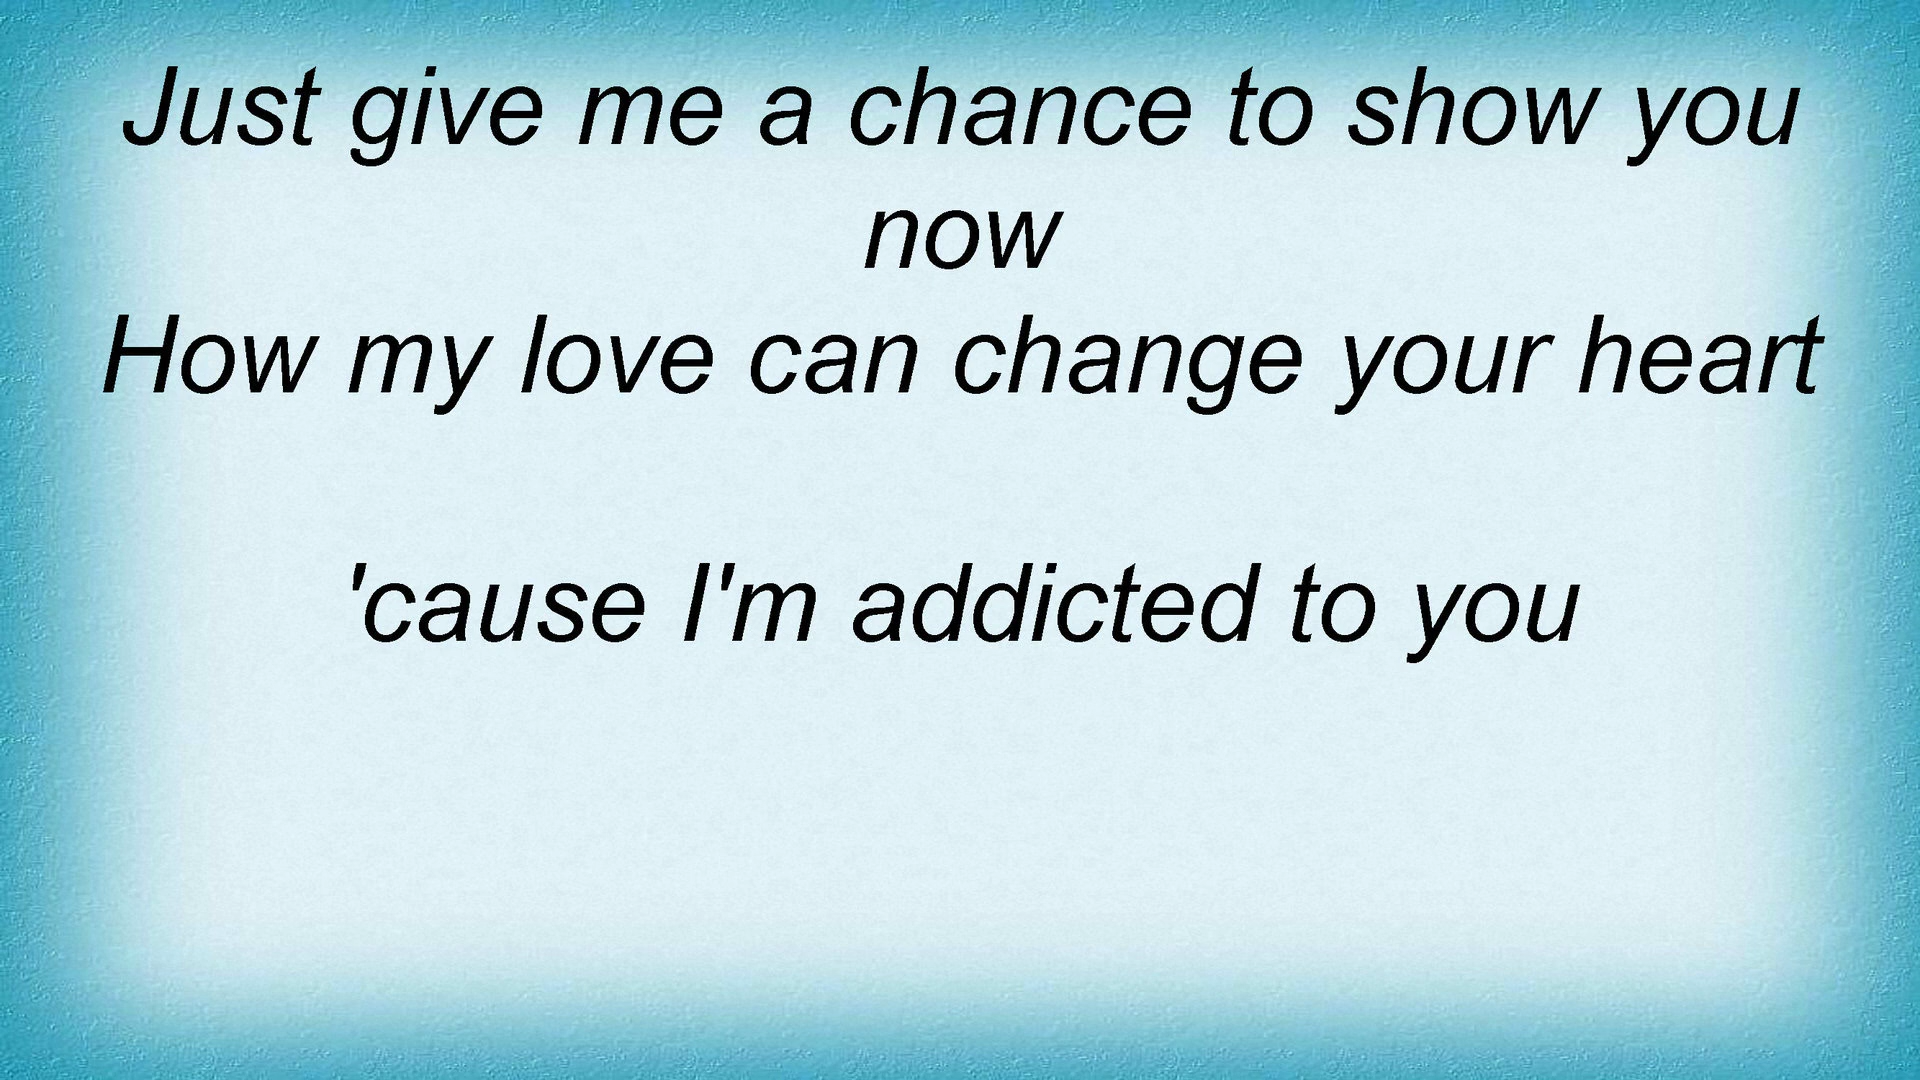 Just give me a chance to show you
now
How my love can change your heart
'cause I'm addicted to you